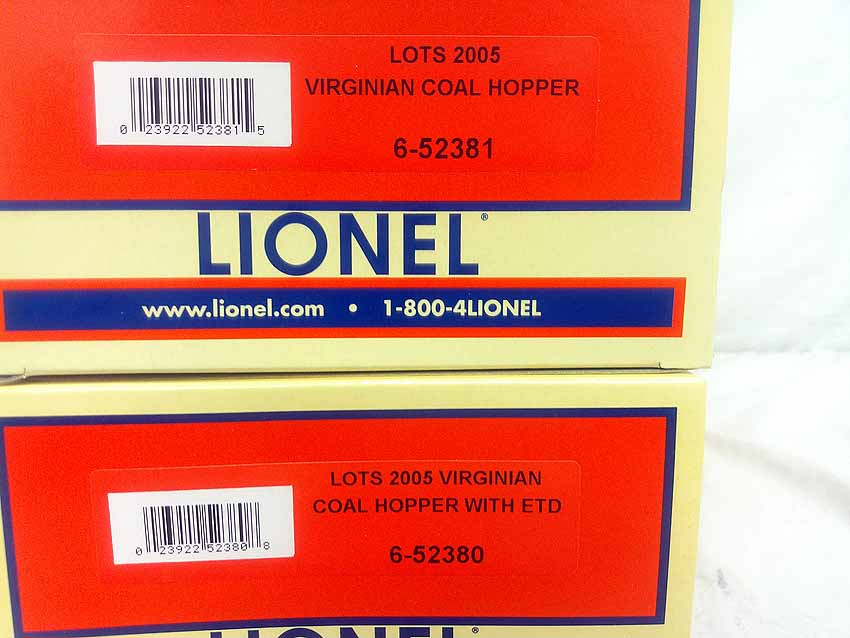 LOTS 2005
VIRGINIAN COAL HOPPER
0 23922 52381 5
6-52381
LIONEL®
www.lionel.com • 1-800-4LIONEL
LOTS 2005 VIRGINIAN
COAL HOPPER WITH ETD
0 23922 52380 8
6-52380
LIONEL®